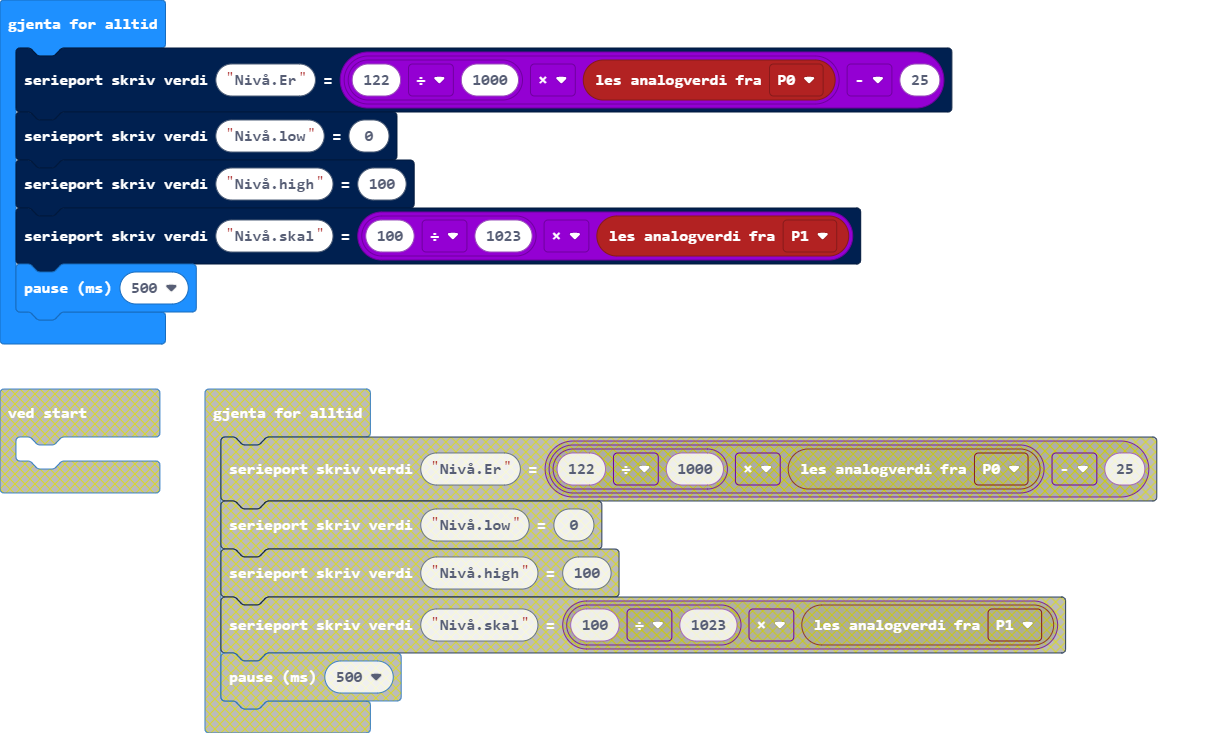 gjenta for alltid
serieport skriv verdi "Nivå.Er" = 122 ÷ 1000 × les analogverdi fra P0 - 25
serieport skriv verdi "Nivå.low" = 0
serieport skriv verdi "Nivå.high" = 100
serieport skriv verdi "Nivå.skal" = 100 ÷ 1023 × les analogverdi fra P1
pause (ms) 500
ved start
gjenta for alltid
serieport skriv verdi "Nivå.Er" = 122 ÷ 1000 × les analogverdi fra P0 - 25
serieport skriv verdi "Nivå.low" = 0
serieport skriv verdi "Nivå.high" = 100
serieport skriv verdi "Nivå.skal" = 100 ÷ 1023 × les analogverdi fra P1
pause (ms) 500